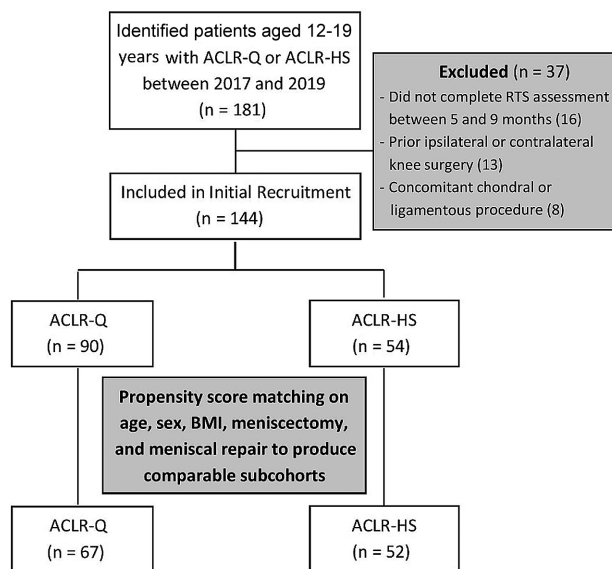 Identified patients aged 12-19
years with ACLR-Q or ACLR-HS
between 2017 and 2019
(n = 181)
Excluded (n = 37)
- Did not complete RTS assessment
between 5 and 9 months (16)
- Prior ipsilateral or contralateral
knee surgery (13)
- Concomitant chondral or
ligamentous procedure (8)
Included in Initial Recruitment
(n = 144)
ACLR-Q
(n = 90)
ACLR-HS
(n = 54)
Propensity score matching on
age, sex, BMI, meniscectomy,
and meniscal repair to produce
comparable subcohorts
ACLR-Q
(n = 67)
ACLR-HS
(n = 52)